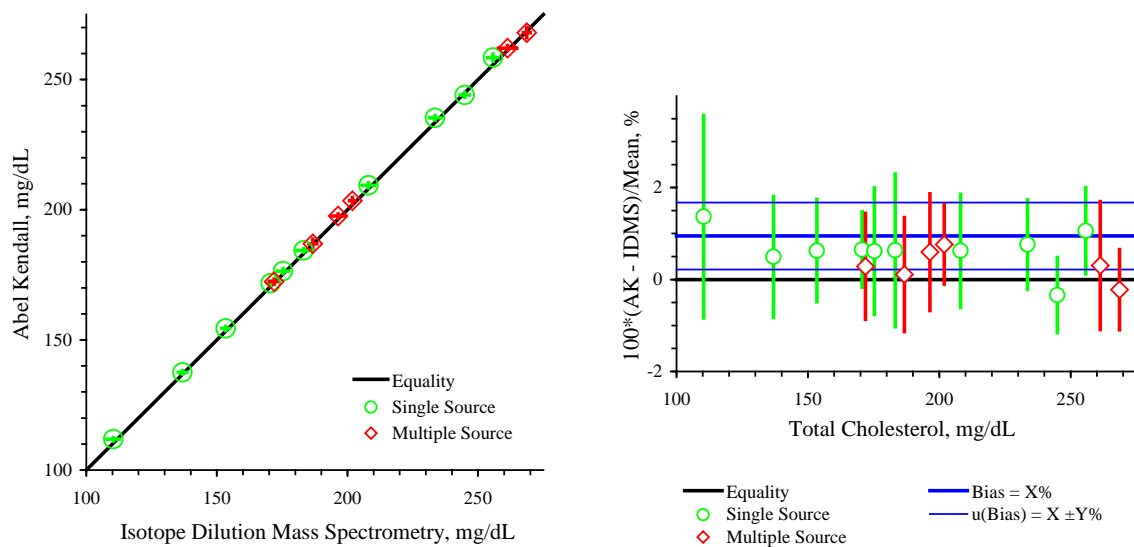 Abel Kendall, mg/dL
250
200
150
100
100
150
200
250
Isotope Dilution Mass Spectrometry, mg/dL
Equality
Single Source
Multiple Source
100*(AK - IDMS)/Mean, %
2
0
-2
100
150
200
250
Total Cholesterol, mg/dL
Equality
Single Source
Multiple Source
Bias = X%
u(Bias) = X ±Y%